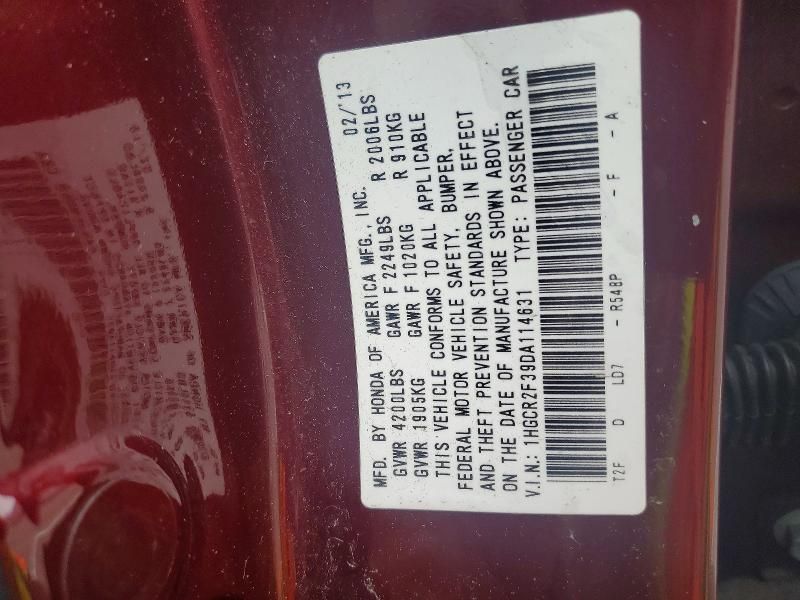 MFD. BY HONDA OF AMERICA MFG., INC. 02/'13
GVWR 4200LBS GAWR F 2249LBS R 2006LBS
GVWR 1905KG GAWR F 1020KG R 910KG
THIS VEHICLE CONFORMS TO ALL APPLICABLE
FEDERAL MOTOR VEHICLE SAFETY, BUMPER,
AND THEFT PREVENTION STANDARDS IN EFFECT
ON THE DATE OF MANUFACTURE SHOWN ABOVE.
V.I.N.: 1HGCR2F39DA114631 TYPE: PASSENGER CAR
T2F D LD7 - R548P - F - A